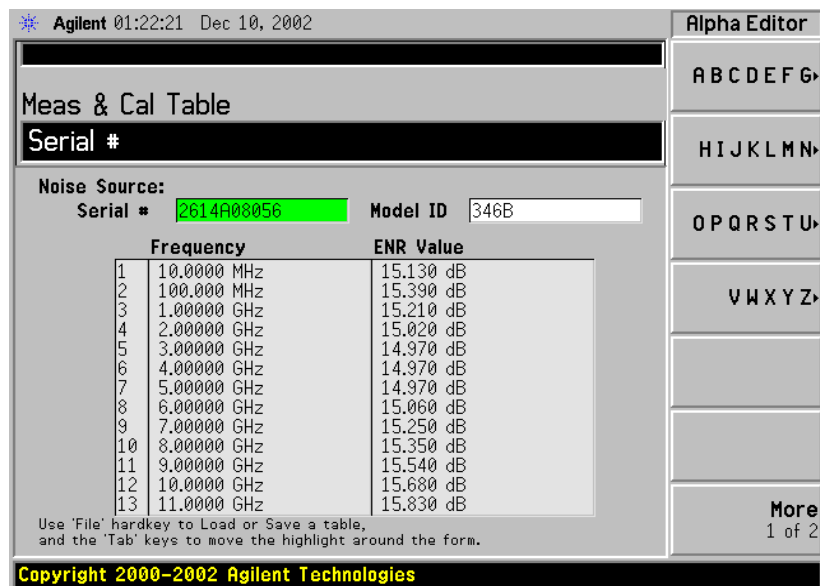 Agilent 01:22:21 Dec 10, 2002
Alpha Editor
Meas & Cal Table
Serial #
Noise Source:
Serial # 2614A08056 Model ID 346B
Frequency ENR Value
1 10.0000 MHz 15.130 dB
2 100.000 MHz 15.390 dB
3 1.00000 GHz 15.210 dB
4 2.00000 GHz 15.020 dB
5 3.00000 GHz 14.970 dB
6 4.00000 GHz 14.970 dB
7 5.00000 GHz 14.970 dB
8 6.00000 GHz 15.060 dB
9 7.00000 GHz 15.250 dB
10 8.00000 GHz 15.350 dB
11 9.00000 GHz 15.540 dB
12 10.0000 GHz 15.680 dB
13 11.0000 GHz 15.830 dB
Use 'File' hardkey to Load or Save a table,
and the 'Tab' keys to move the highlight around the form.
A B C D E F G
H I J K L M N
O P Q R S T U
V W X Y Z
More
1 of 2
Copyright 2000-2002 Agilent Technologies